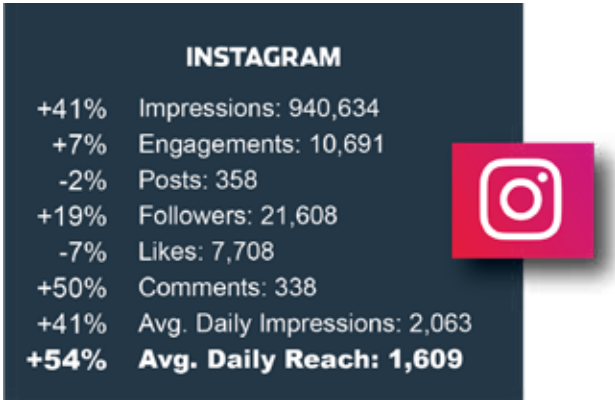 INSTAGRAM
+41% Impressions: 940,634
+7% Engagements: 10,691
-2% Posts: 358
+19% Followers: 21,608
-7% Likes: 7,708
+50% Comments: 338
+41% Avg. Daily Impressions: 2,063
+54% Avg. Daily Reach: 1,609